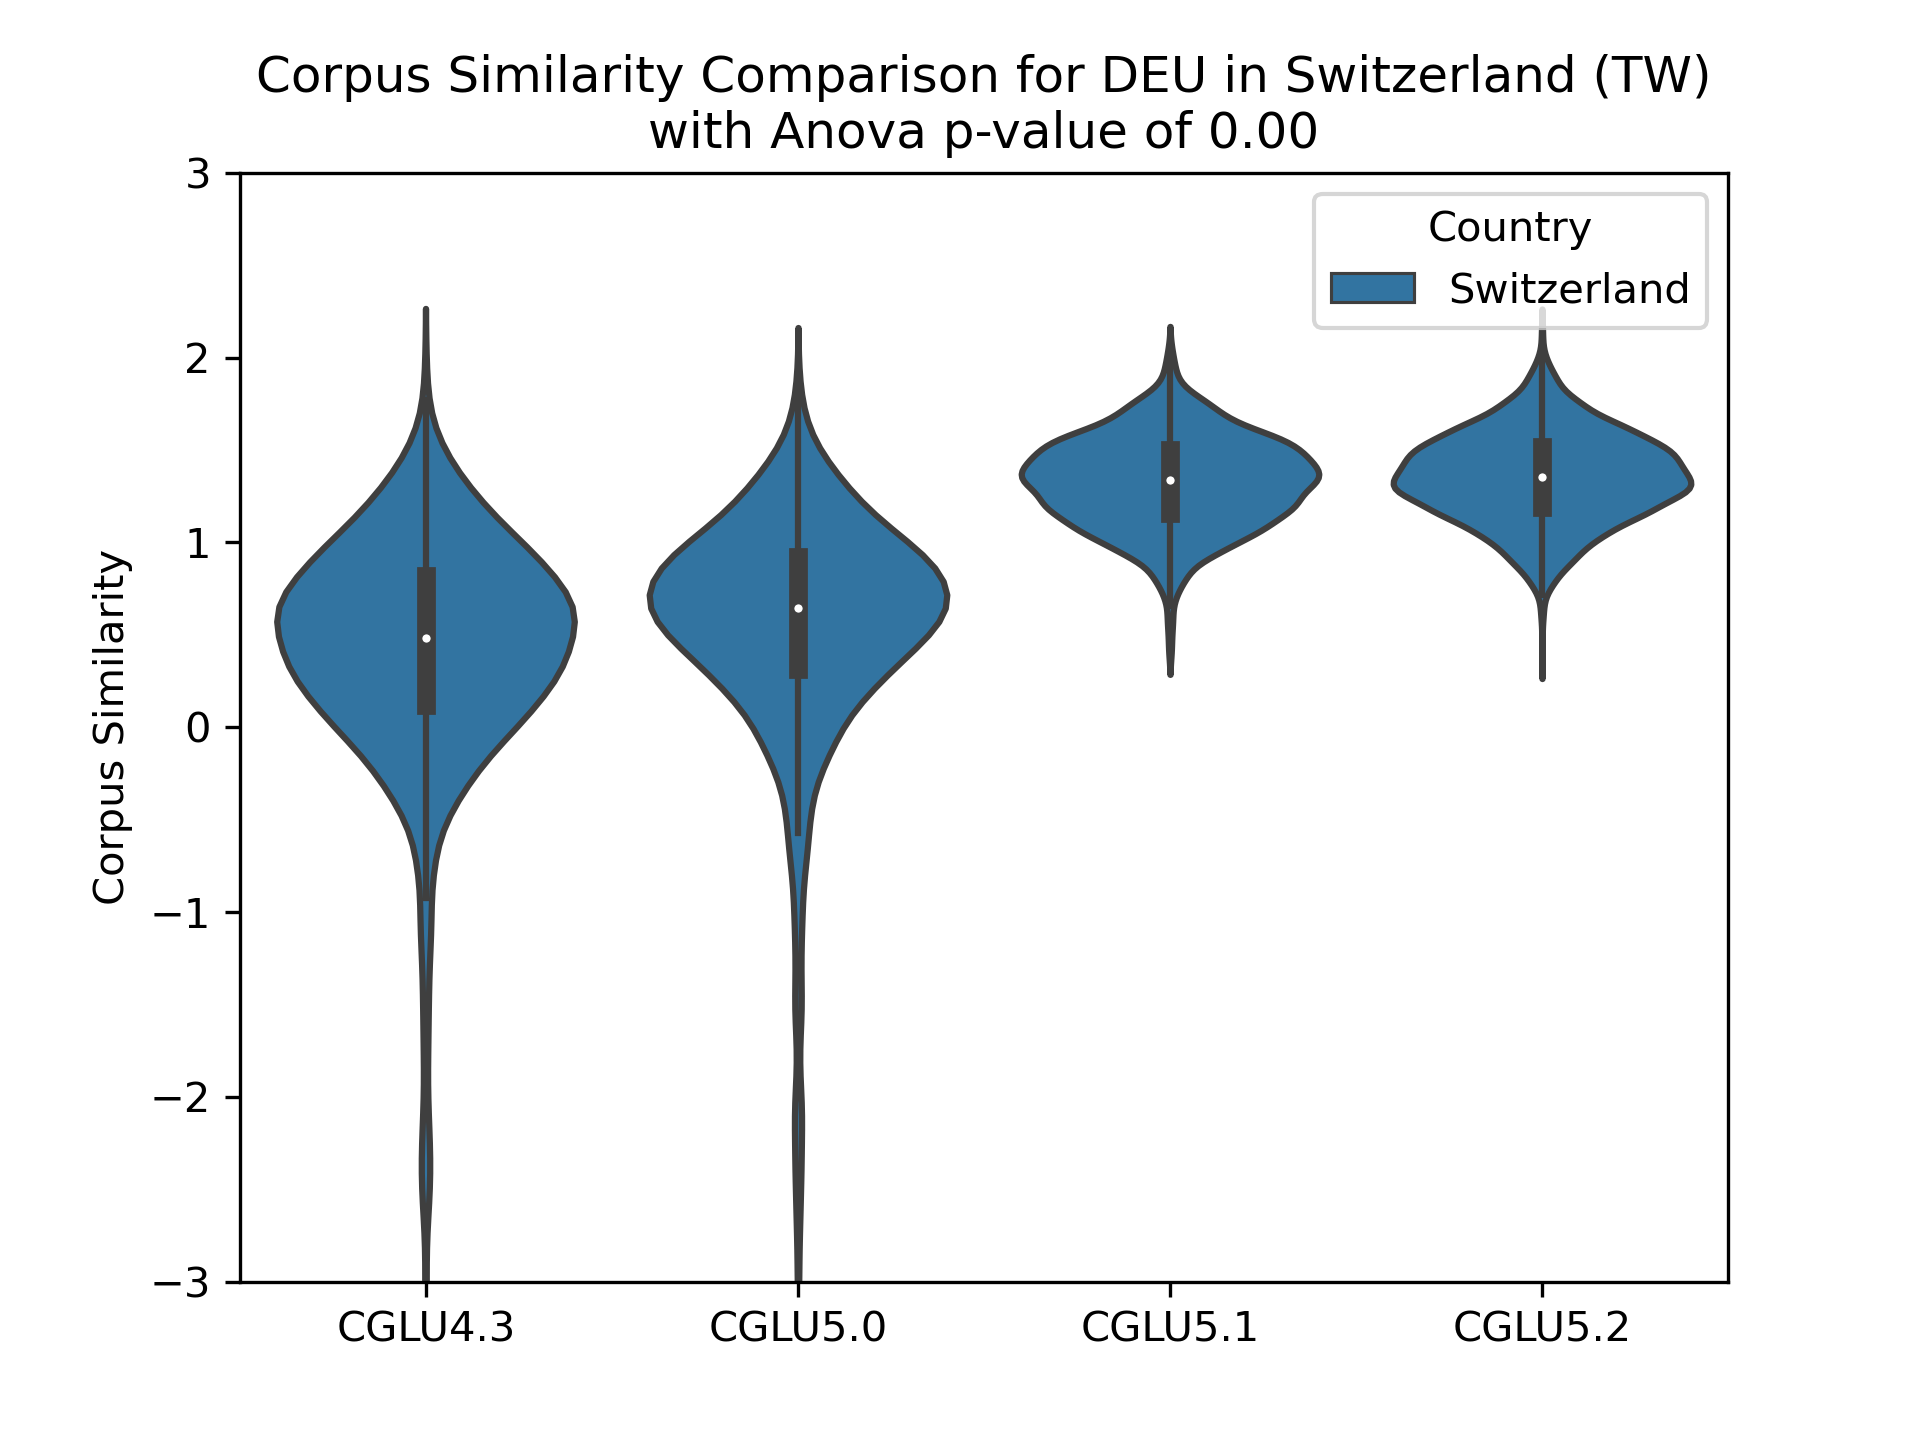 Corpus Similarity Comparison for DEU in Switzerland (TW)
with Anova p-value of 0.00
Country
Switzerland
Corpus Similarity
3
2
1
0
−1
−2
−3
CGLU4.3
CGLU5.0
CGLU5.1
CGLU5.2